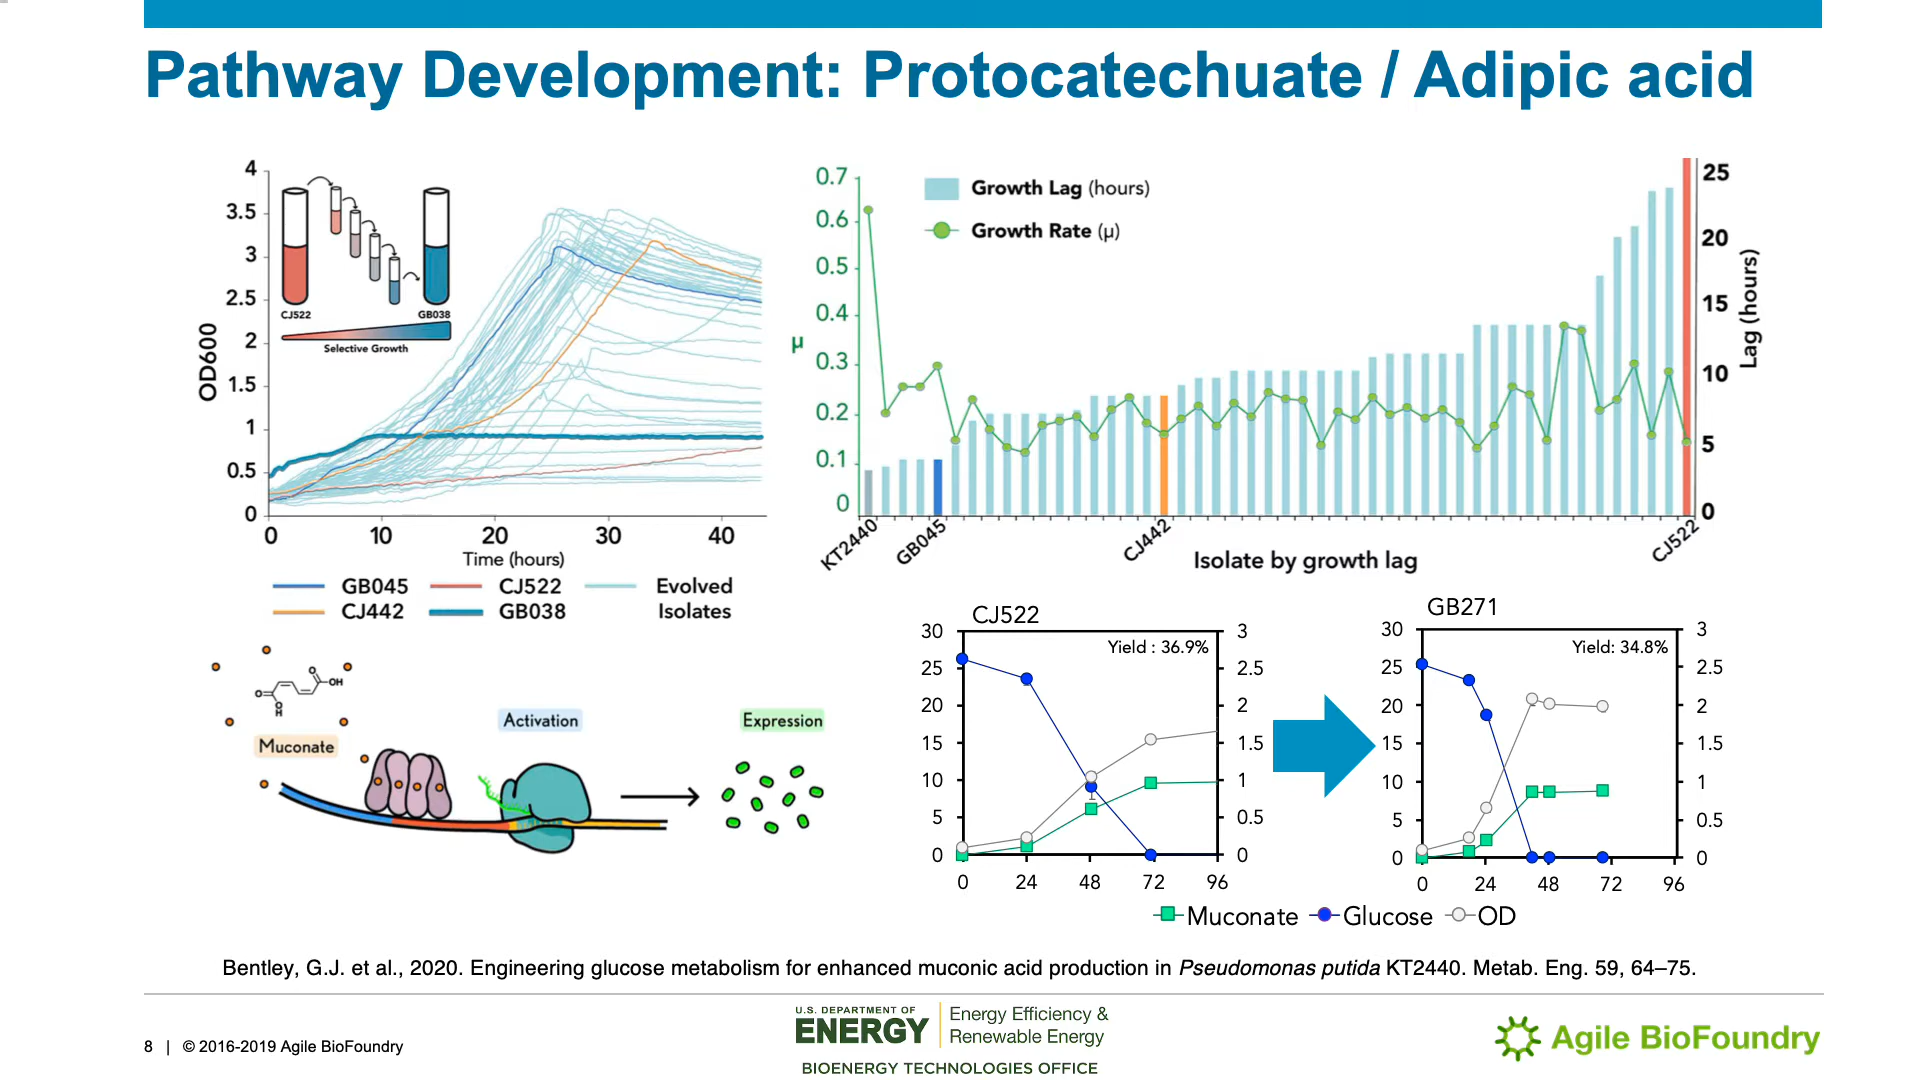 Pathway Development: Protocatechuate / Adipic acid
4
3.5
3
2.5
2
1.5
1
0.5
0
OD600
CJ522
GB038
Selective Growth
0
10
20
30
40
Time (hours)
GB045
CJ522
Evolved
CJ442
GB038
Isolates
0.7
0.6
0.5
0.4
0.3
0.2
0.1
0
μ
Growth Lag (hours)
Growth Rate (μ)
25
20
15
10
5
0
Lag (hours)
KT2440
GB045
CJ442
CJ522
Isolate by growth lag
O
OH
O
O
H
Muconate
Activation
Expression
CJ522
Yield : 36.9%
30
25
20
15
10
5
0
3
2.5
2
1.5
1
0.5
0
0
24
48
72
96
GB271
Yield: 34.8%
30
25
20
15
10
5
0
3
2.5
2
1.5
1
0.5
0
0
24
48
72
96
Muconate
Glucose
OD
Bentley, G.J. et al., 2020. Engineering glucose metabolism for enhanced muconic acid production in Pseudomonas putida KT2440. Metab. Eng. 59, 64–75.
8 | © 2016-2019 Agile BioFoundry
U.S. DEPARTMENT OF
ENERGY
Energy Efficiency &
Renewable Energy
BIOENERGY TECHNOLOGIES OFFICE
Agile BioFoundry